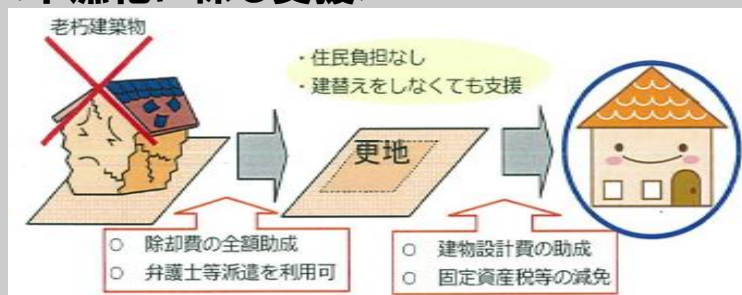 老朽建築物
・住民負担なし
・建替えをしなくても支援
更地
○ 除却費の全額助成
○ 弁護士等派遣を利用可
○ 建物設計費の助成
○ 固定資産税等の減免